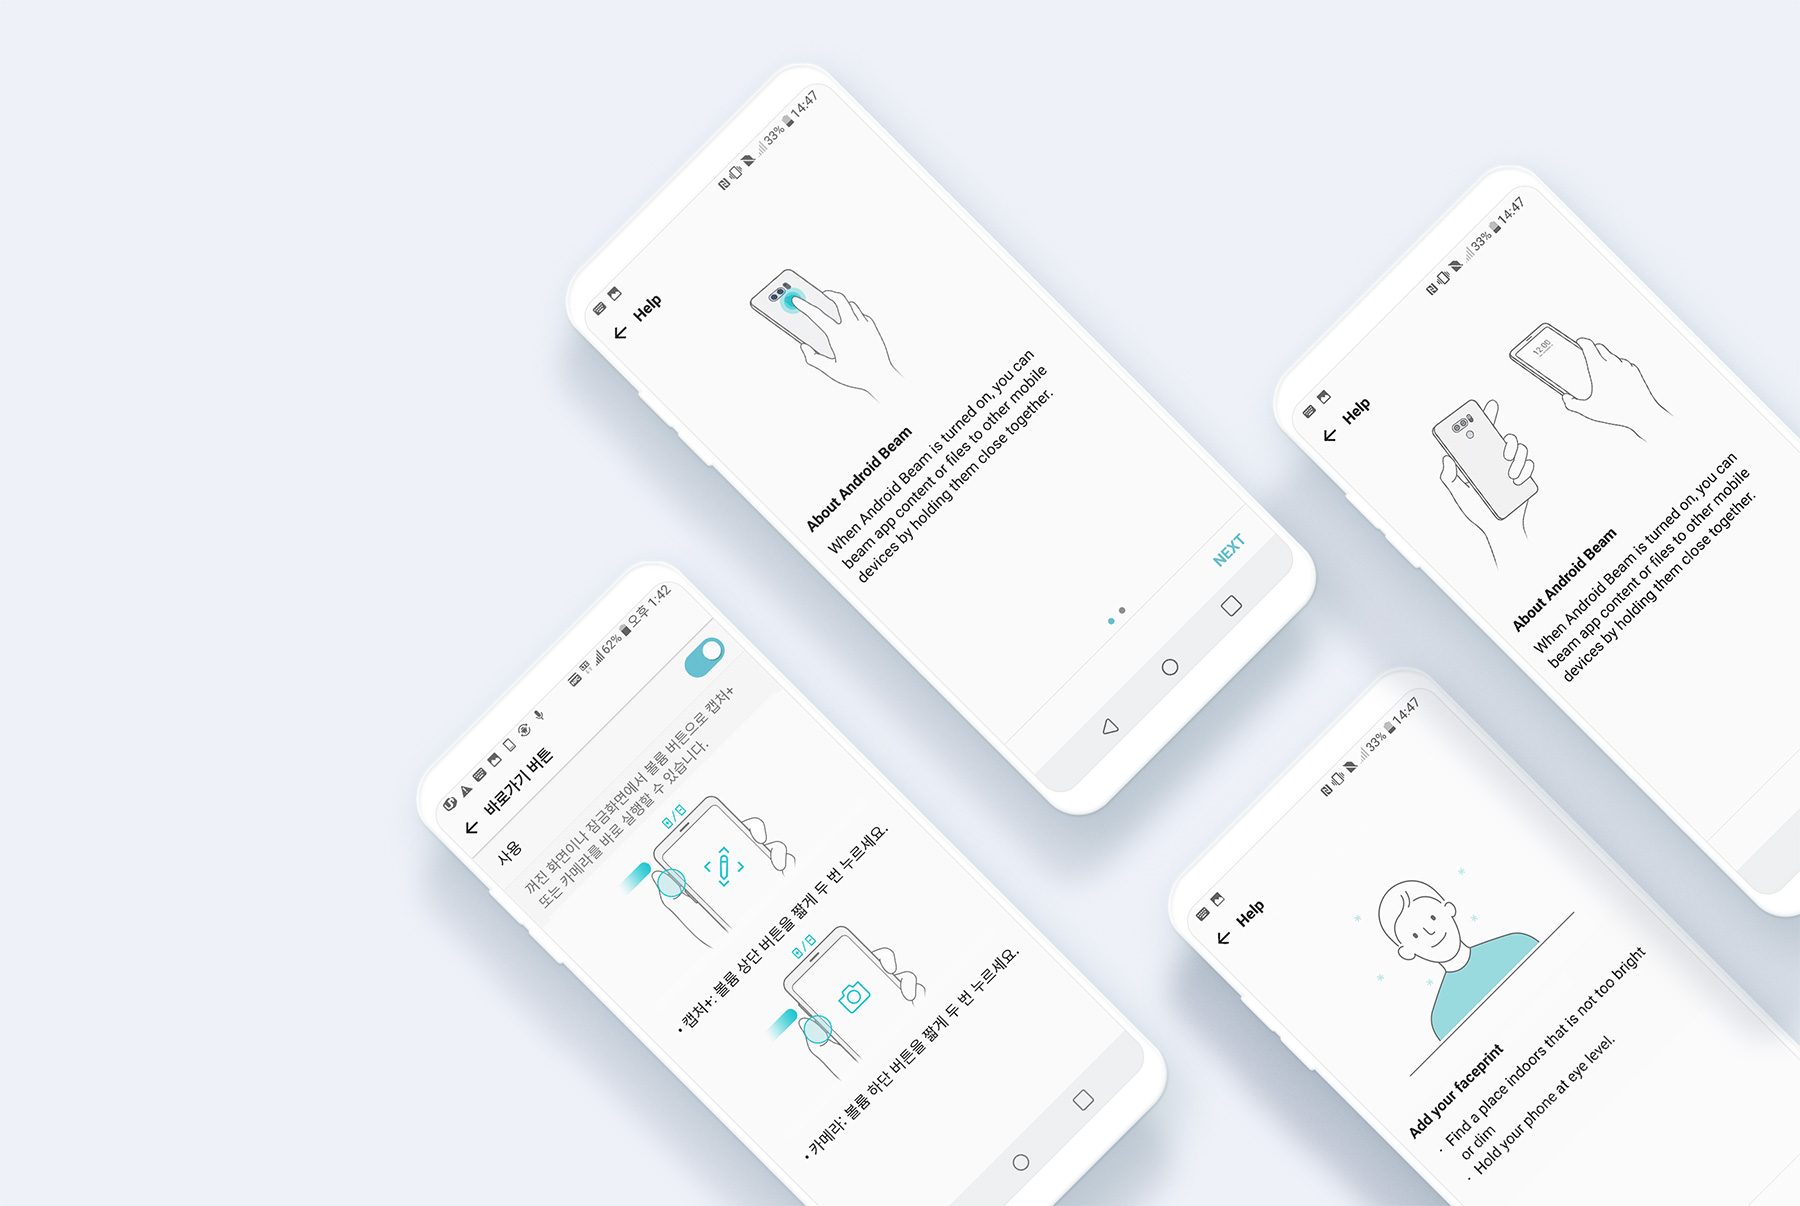 33% 14:47
Help
About Android Beam
When Android Beam is turned on, you can
beam app content or files to other mobile
devices by holding them close together.
NEXT
33% 14:47
Help
12:00
About Android Beam
When Android Beam is turned on, you can
beam app content or files to other mobile
devices by holding them close together.
62% 오후 1:42
바로가기 버튼
사용
꺼진 화면이나 잠금화면에서 볼륨 버튼으로 캡처+
또는 카메라를 바로 실행할 수 있습니다.
• 캡처+: 볼륨 상단 버튼을 짧게 두 번 누르세요.
• 카메라: 볼륨 하단 버튼을 짧게 두 번 누르세요.
33% 14:47
Help
Add your faceprint
· Find a place indoors that is not too bright
or dim
· Hold your phone at eye level.